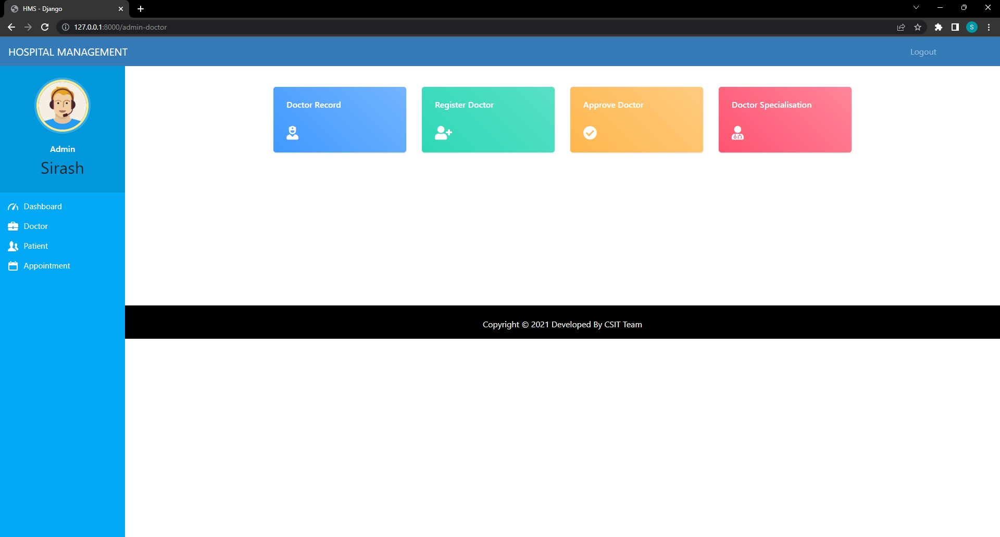 HMS - Django
127.0.0.1:8000/admin-doctor
S
HOSPITAL MANAGEMENT
Logout
Admin
Sirash
Dashboard
Doctor
Patient
Appointment
Doctor Record
Register Doctor
Approve Doctor
Doctor Specialisation
Copyright © 2021 Developed By CSIT Team